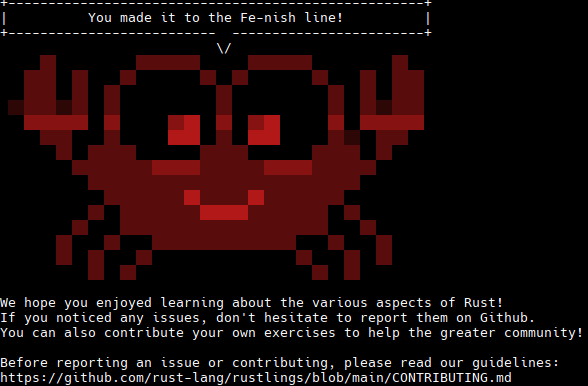 You made it to the Fe-nish line!
We hope you enjoyed learning about the various aspects of Rust!
If you noticed any issues, don't hesitate to report them on Github.
You can also contribute your own exercises to help the greater community!
Before reporting an issue or contributing, please read our guidelines:
https://github.com/rust-lang/rustlings/blob/main/CONTRIBUTING.md